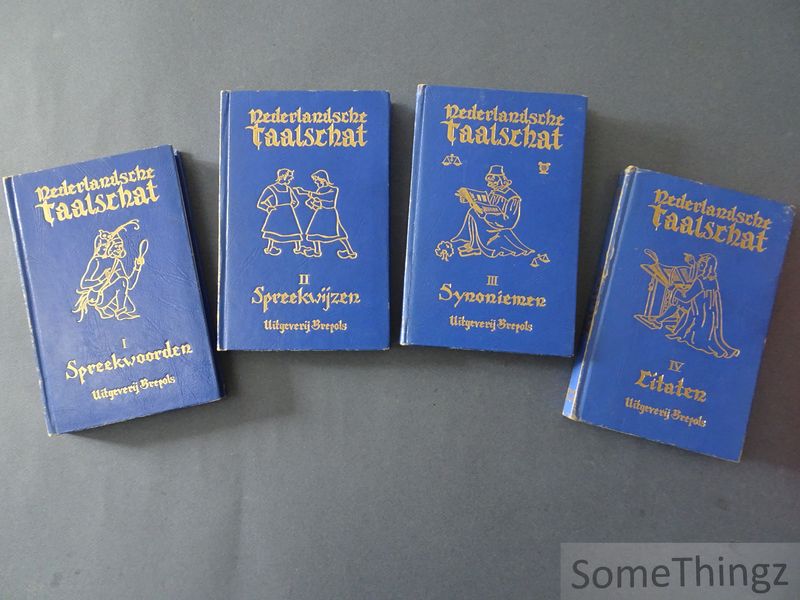 Nederlandsche
Taalschat
I
Spreekwoorden
Uitgeverij Brepols
Nederlandsche
Taalschat
II
Spreekwijzen
Uitgeverij Brepols
Nederlandsche
Taalschat
III
Synoniemen
Uitgeverij Brepols
Nederlandsche
Taalschat
IV
Citaten
Uitgeverij Brepols
SomeThingz